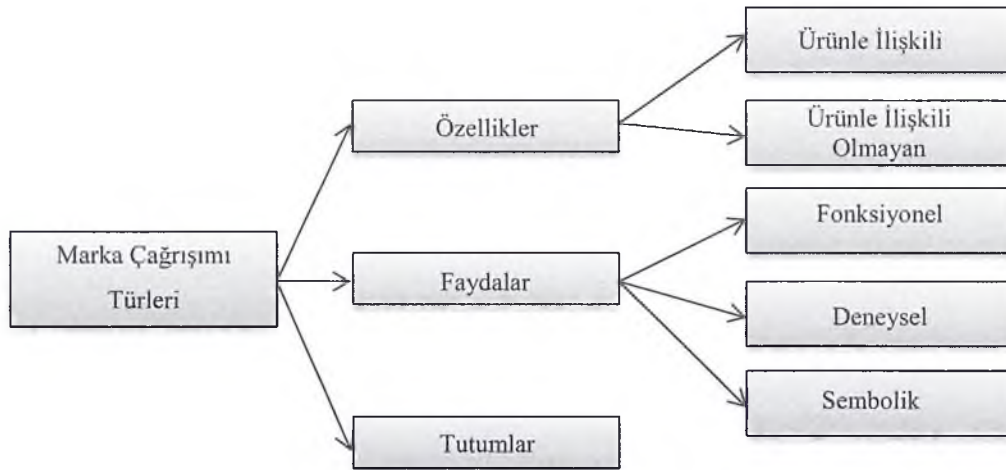 Marka Çağrışımı
Türleri
Özellikler
Ürünle İlişkili
Ürünle İlişkili
Olmayan
Faydalar
Fonksiyonel
Deneysel
Sembolik
Tutumlar